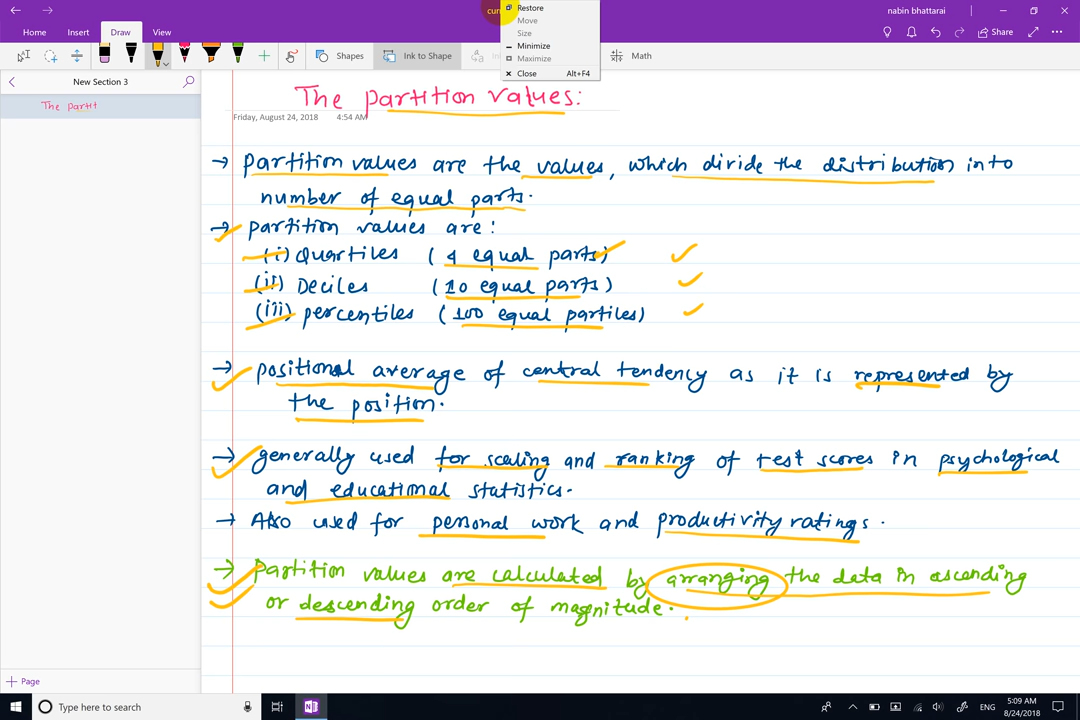 cur
nabin bhattarai
Restore
Move
Size
Minimize
Maximize
Close Alt+F4
Home Insert Draw View
Share
Shapes Ink to Shape Math
New Section 3
The Partit
The partition values:
Friday, August 24, 2018 4:54 AM
→ partition values are the values, which divide the distribution into
number of equal parts.
→ partition values are:
(i) Quartiles (4 equal parts)
(ii) Deciles (10 equal parts)
(iii) percentiles (100 equal partiles)
→ positional average of central tendency as it is represented by
the position.
→ generally used for scaling and ranking of test scores in psychological
and educational statistics.
→ Also used for personal work and productivity ratings.
→ Partition values are calculated by arranging the data in ascending
or descending order of magnitude.
+ Page
Type here to search
ENG
5:09 AM
8/24/2018